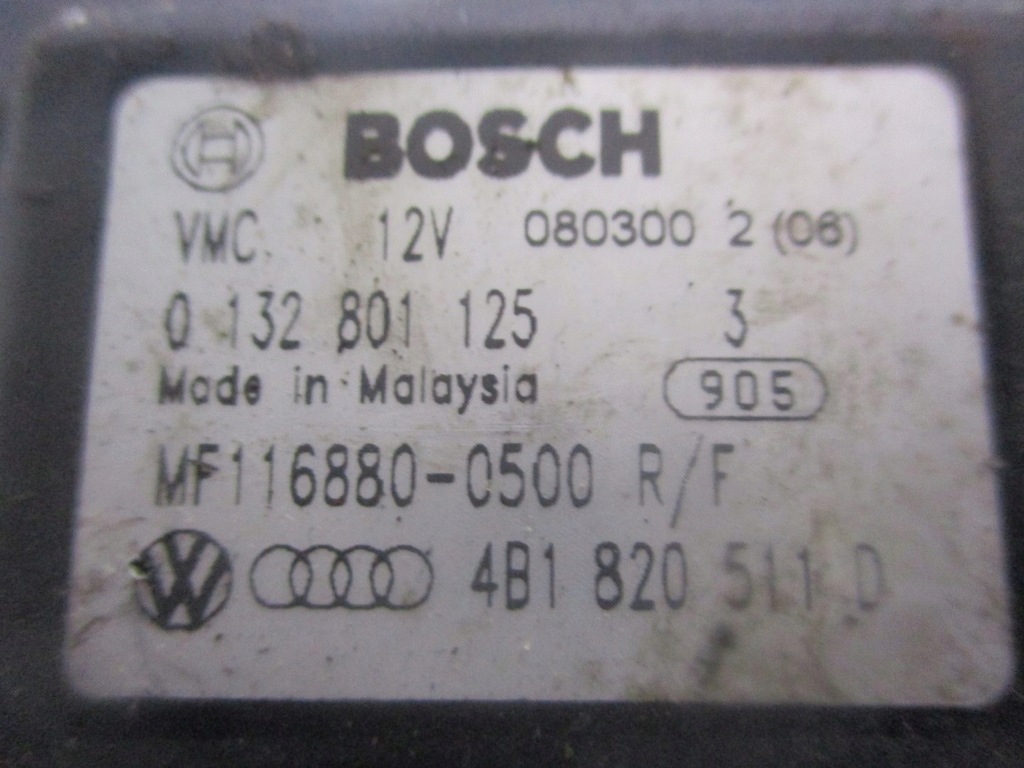 BOSCH
VMC 12V 080300 2 (06)
0 132 801 125 3
Made in Malaysia 905
MF116880-0500 R/F
VW 4B1 820 511 D